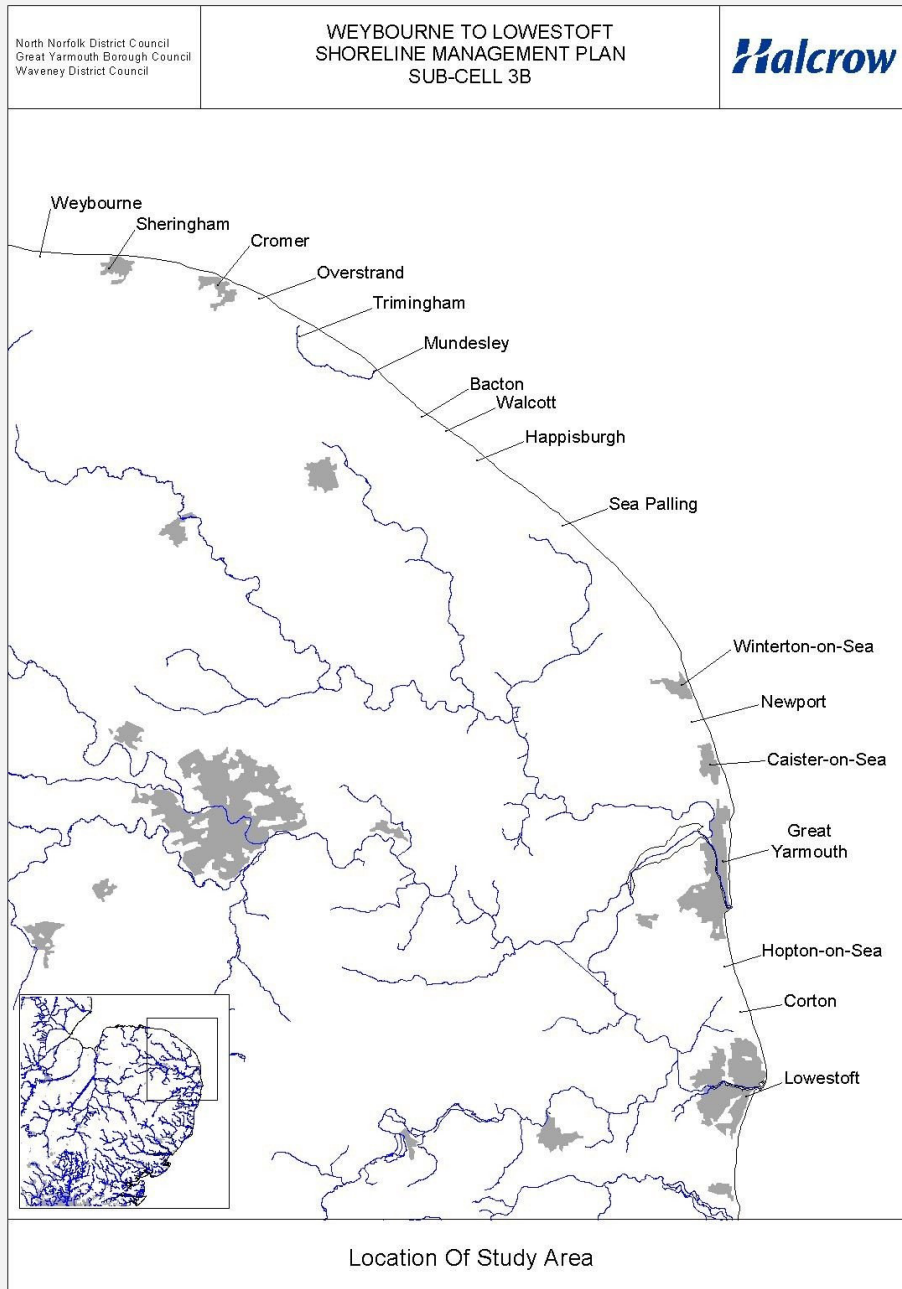 North Norfolk District Council
Great Yarmouth Borough Council
Waveney District Council
WEYBOURNE TO LOWESTOFT
SHORELINE MANAGEMENT PLAN
SUB-CELL 3B
Halcrow
Weybourne
Sheringham
Cromer
Overstrand
Trimingham
Mundesley
Bacton
Walcott
Happisburgh
Sea Palling
Winterton-on-Sea
Newport
Caister-on-Sea
Great
Yarmouth
Hopton-on-Sea
Corton
Lowestoft
Location Of Study Area